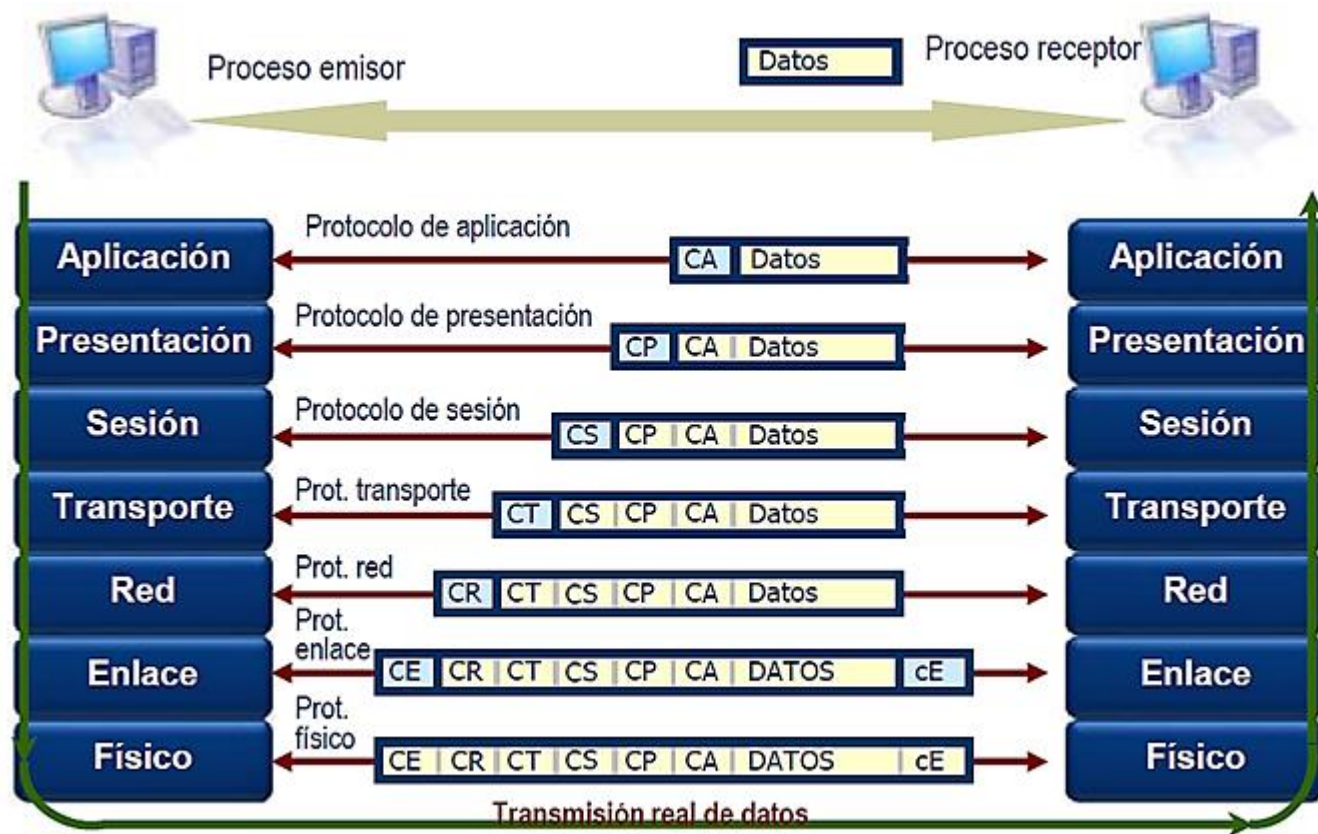 Proceso emisor
Datos
Proceso receptor
Protocolo de aplicación
Aplicación
CA Datos
Aplicación
Protocolo de presentación
Presentación
CP CA Datos
Presentación
Protocolo de sesión
Sesión
CS CP CA Datos
Sesión
Prot. transporte
Transporte
CT CS CP CA Datos
Transporte
Prot. red
Red
CR CT CS CP CA Datos
Red
Prot.
enlace
Enlace
CE CR CT CS CP CA DATOS cE
Enlace
Prot.
físico
Físico
CE CR CT CS CP CA DATOS cE
Físico
Transmisión real de datos